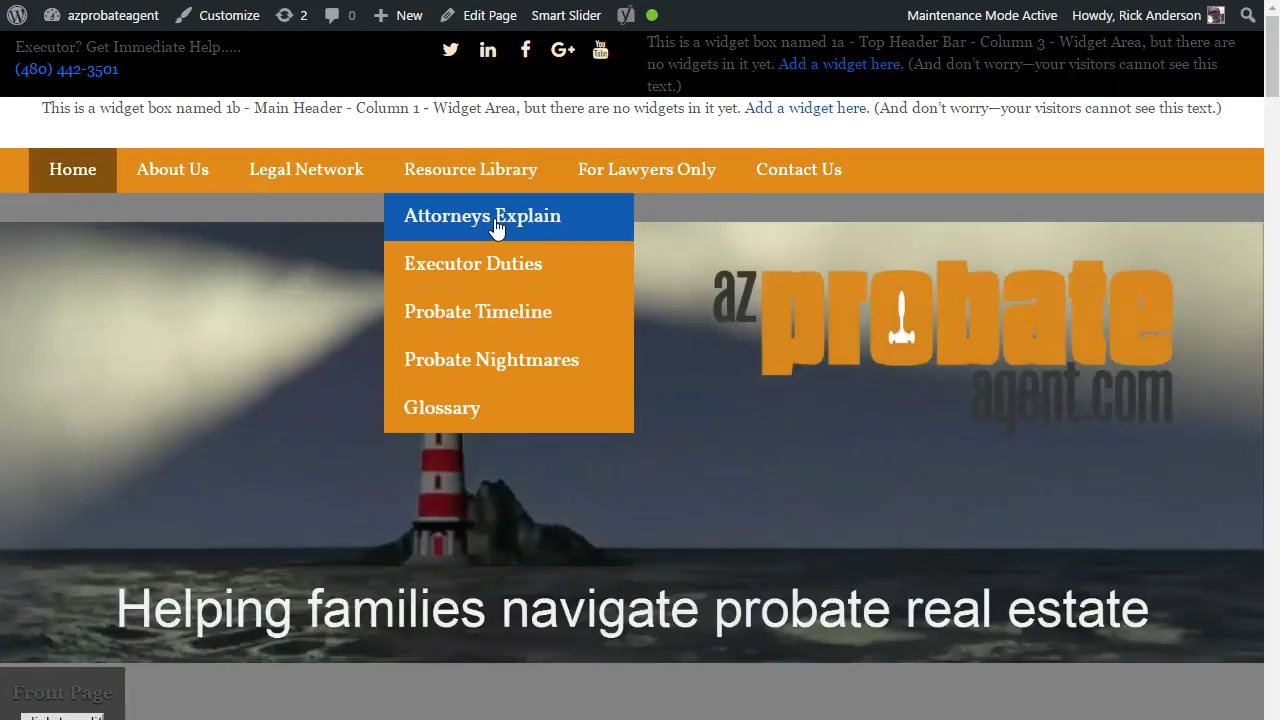 azprobateagent Customize 2 0 New Edit Page Smart Slider Maintenance Mode Active Howdy, Rick Anderson
Executor? Get Immediate Help.....
(480) 442-3501
You Tube
This is a widget box named 1a - Top Header Bar - Column 3 - Widget Area, but there are
no widgets in it yet. Add a widget here. (And don't worry—your visitors cannot see this
text.)
This is a widget box named 1b - Main Header - Column 1 - Widget Area, but there are no widgets in it yet. Add a widget here. (And don't worry—your visitors cannot see this text.)
Home About Us Legal Network Resource Library For Lawyers Only Contact Us
Attorneys Explain
Executor Duties
Probate Timeline
Probate Nightmares
Glossary
az probate
agent.com
Helping families navigate probate real estate
Front Page